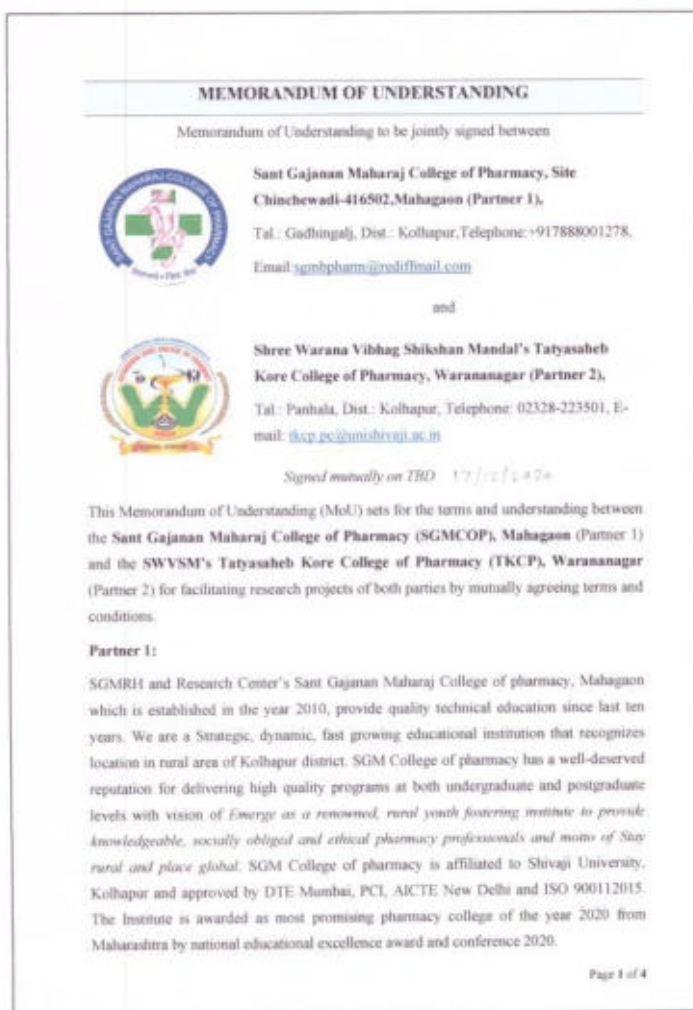 MEMORANDUM OF UNDERSTANDING
Memorandum of Understanding to be jointly signed between
SANT GAJANAN MAHARAJ COLLEGE OF PHARMACY
Sant Gajanan Maharaj College of Pharmacy, Site
Chinchewadi-416502,Mahagaon (Partner 1),
Tal.: Gadhinglaj, Dist.: Kolhapur,Telephone:+917888001278,
Email:sgmbpharm@rediffmail.com
and
Shree Warana Vibhag Shikshan Mandal's Tatyasaheb
Kore College of Pharmacy, Warananagar (Partner 2),
Tal.: Panhala, Dist.: Kolhapur, Telephone: 02328-223501, E-
mail: tkcp.pc@unishivaji.ac.in
Signed mutually on TBD 17/12/2020
This Memorandum of Understanding (MoU) sets for the terms and understanding between
the Sant Gajanan Maharaj College of Pharmacy (SGMCOP), Mahagaon (Partner 1)
and the SWVSM's Tatyasaheb Kore College of Pharmacy (TKCP), Warananagar
(Partner 2) for facilitating research projects of both parties by mutually agreeing terms and
conditions.
Partner 1:
SGMRH and Research Center's Sant Gajanan Maharaj College of pharmacy, Mahagaon
which is established in the year 2010, provide quality technical education since last ten
years. We are a Strategic, dynamic, fast growing educational institution that recognizes
location in rural area of Kolhapur district. SGM College of pharmacy has a well-deserved
reputation for delivering high quality programs at both undergraduate and postgraduate
levels with vision of Emerge as a renowned, rural youth fostering institute to provide
knowledgeable, socially obliged and ethical pharmacy professionals and motto of Stay
rural and place global. SGM College of pharmacy is affiliated to Shivaji University,
Kolhapur and approved by DTE Mumbai, PCI, AICTE New Delhi and ISO 900112015.
The Institute is awarded as most promising pharmacy college of the year 2020 from
Maharashtra by national educational excellence award and conference 2020.
Page 1 of 4